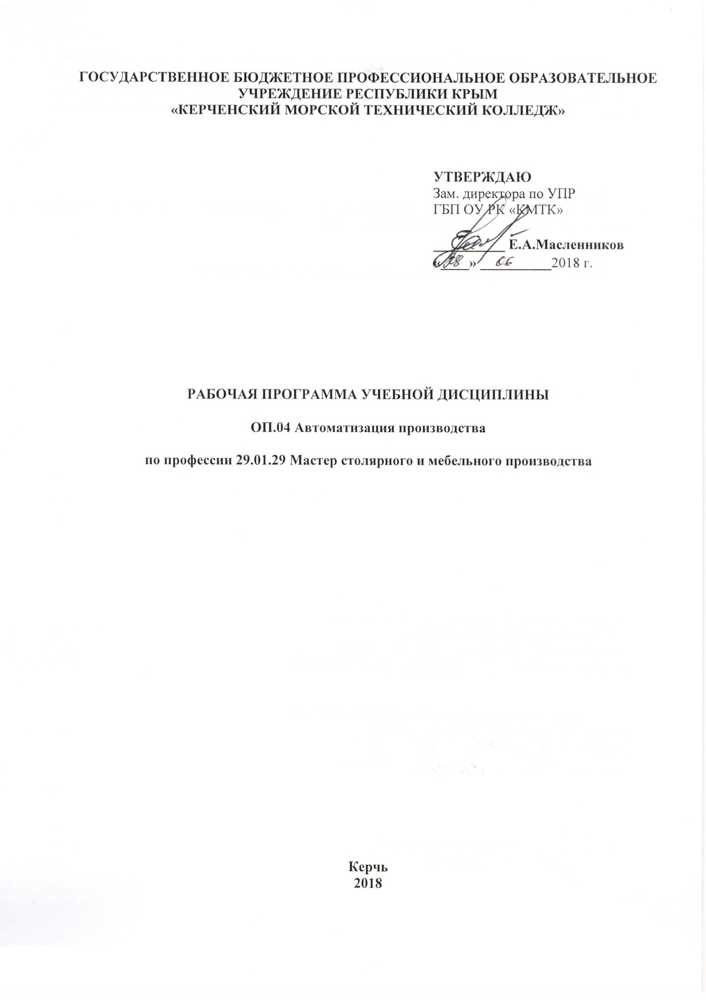 ГОСУДАРСТВЕННОЕ БЮДЖЕТНОЕ ПРОФЕССИОНАЛЬНОЕ ОБРАЗОВАТЕЛЬНОЕ
УЧРЕЖДЕНИЕ РЕСПУБЛИКИ КРЫМ
«КЕРЧЕНСКИЙ МОРСКОЙ ТЕХНИЧЕСКИЙ КОЛЛЕДЖ»
УТВЕРЖДАЮ
Зам. директора по УПР
ГБП ОУ РК «КМТК»
Е.А.Масленников
«28» 06 2018 г.
РАБОЧАЯ ПРОГРАММА УЧЕБНОЙ ДИСЦИПЛИНЫ
ОП.04 Автоматизация производства
по профессии 29.01.29 Мастер столярного и мебельного производства
Керчь
2018